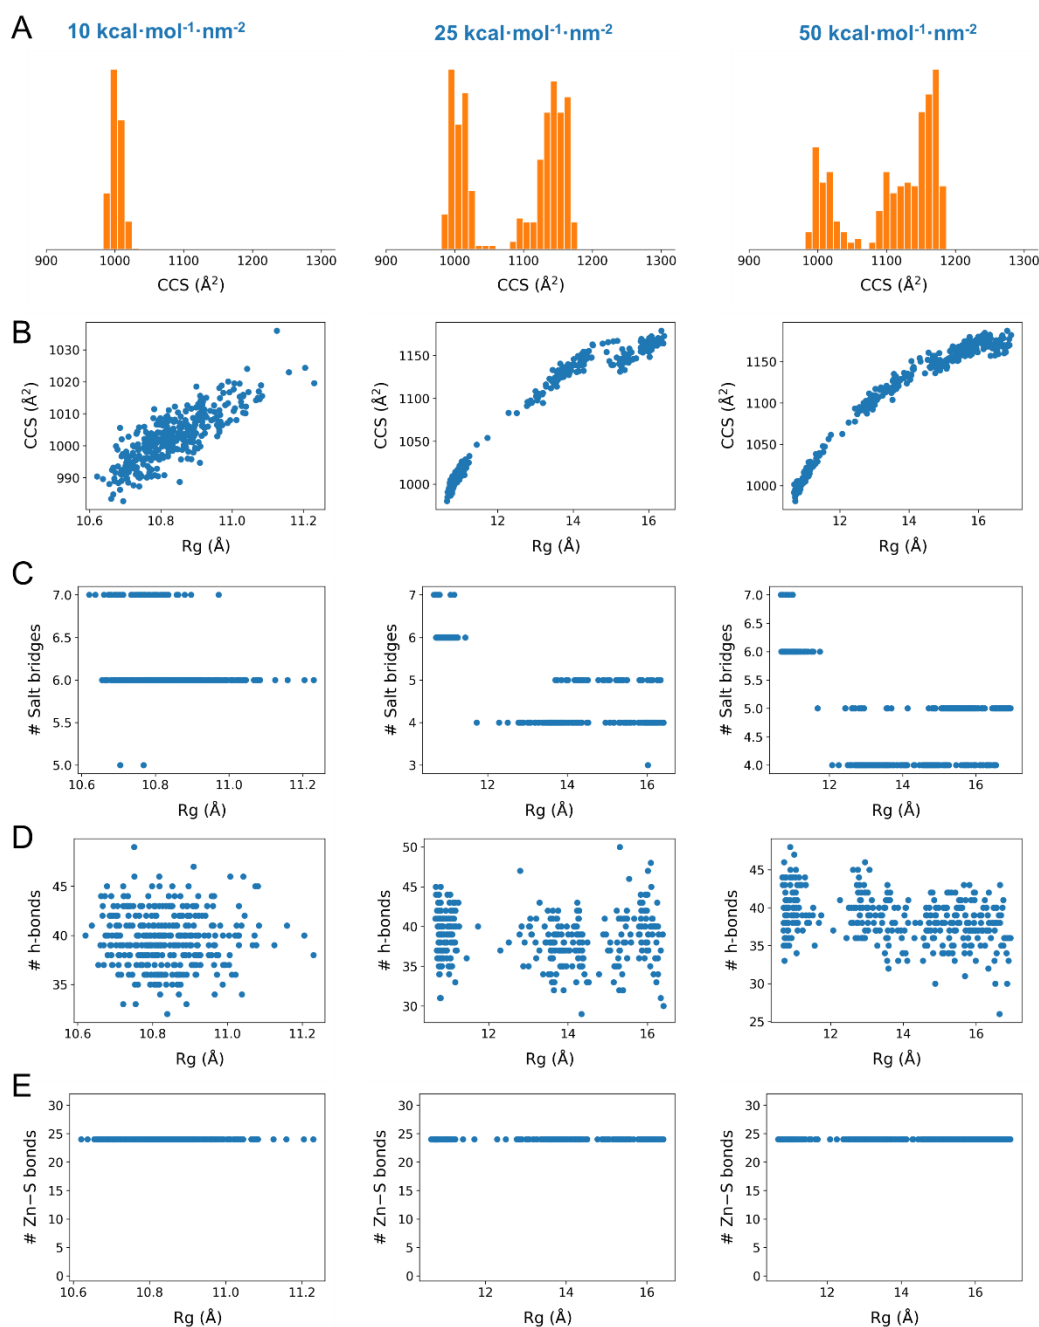 A
10 kcal·mol⁻¹·nm⁻²
25 kcal·mol⁻¹·nm⁻²
50 kcal·mol⁻¹·nm⁻²
900 1000 1100 1200 1300
CCS (Å²)
900 1000 1100 1200 1300
CCS (Å²)
900 1000 1100 1200 1300
CCS (Å²)
B
CCS (Å²)
1030
1020
1010
1000
990
10.6 10.8 11.0 11.2
Rg (Å)
CCS (Å²)
1150
1100
1050
1000
12 14 16
Rg (Å)
CCS (Å²)
1150
1100
1050
1000
12 14 16
Rg (Å)
C
# Salt bridges
7.0
6.5
6.0
5.5
5.0
10.6 10.8 11.0 11.2
Rg (Å)
# Salt bridges
7
6
5
4
3
12 14 16
Rg (Å)
# Salt bridges
7.0
6.5
6.0
5.5
5.0
4.5
4.0
12 14 16
Rg (Å)
D
# h-bonds
45
40
35
10.6 10.8 11.0 11.2
Rg (Å)
# h-bonds
50
45
40
35
30
12 14 16
Rg (Å)
# h-bonds
45
40
35
30
25
12 14 16
Rg (Å)
E
# Zn−S bonds
30
25
20
15
10
5
0
10.6 10.8 11.0 11.2
Rg (Å)
# Zn−S bonds
30
25
20
15
10
5
0
12 14 16
Rg (Å)
# Zn−S bonds
30
25
20
15
10
5
0
12 14 16
Rg (Å)